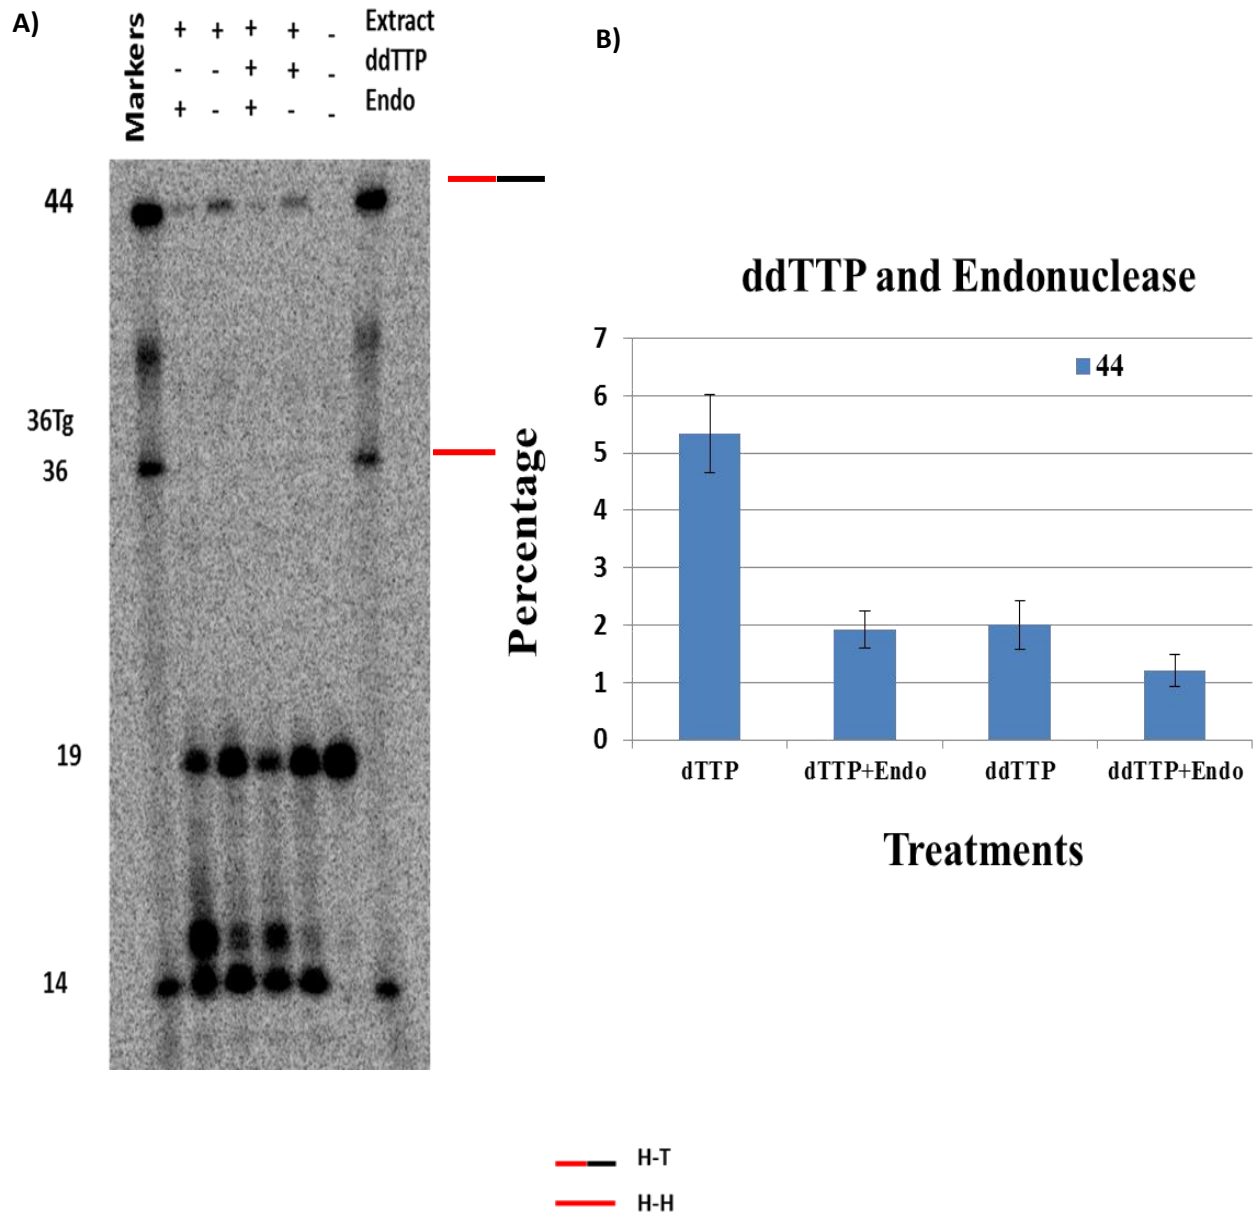 A)
Markers
+ + + + - Extract
- - + + - ddTTP
+ - + - - Endo
44
36Tg
36
19
14
B)
ddTTP and Endonuclease
44
7
6
5
4
3
2
1
0
Percentage
dTTP dTTP+Endo ddTTP ddTTP+Endo
Treatments
H-T
H-H